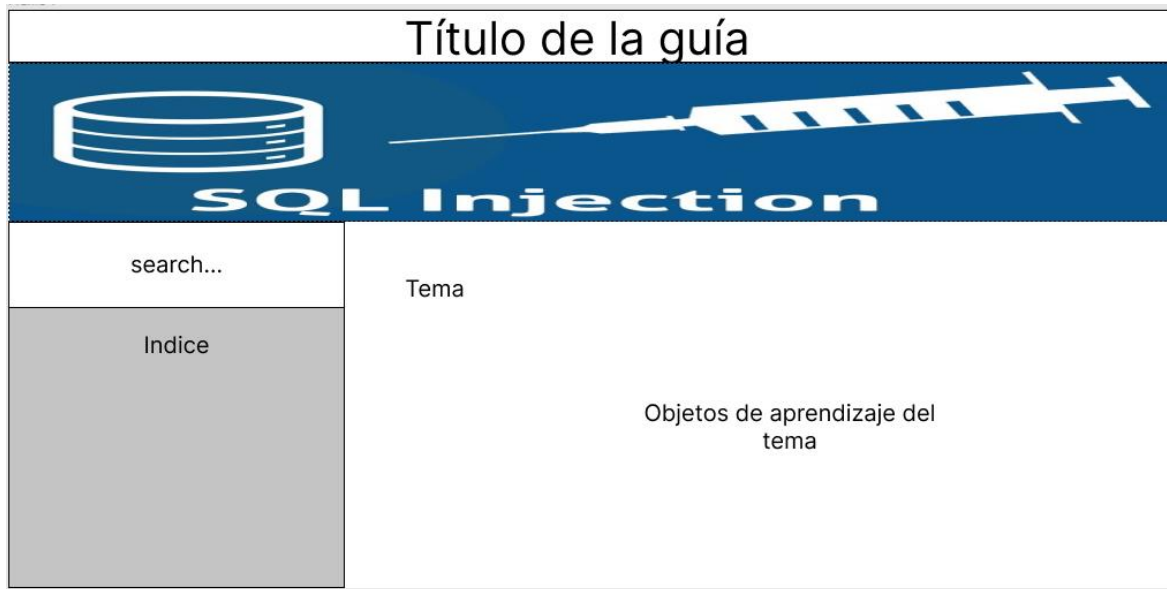 Título de la guía
SQL Injection
search...
Indice
Tema
Objetos de aprendizaje del
tema